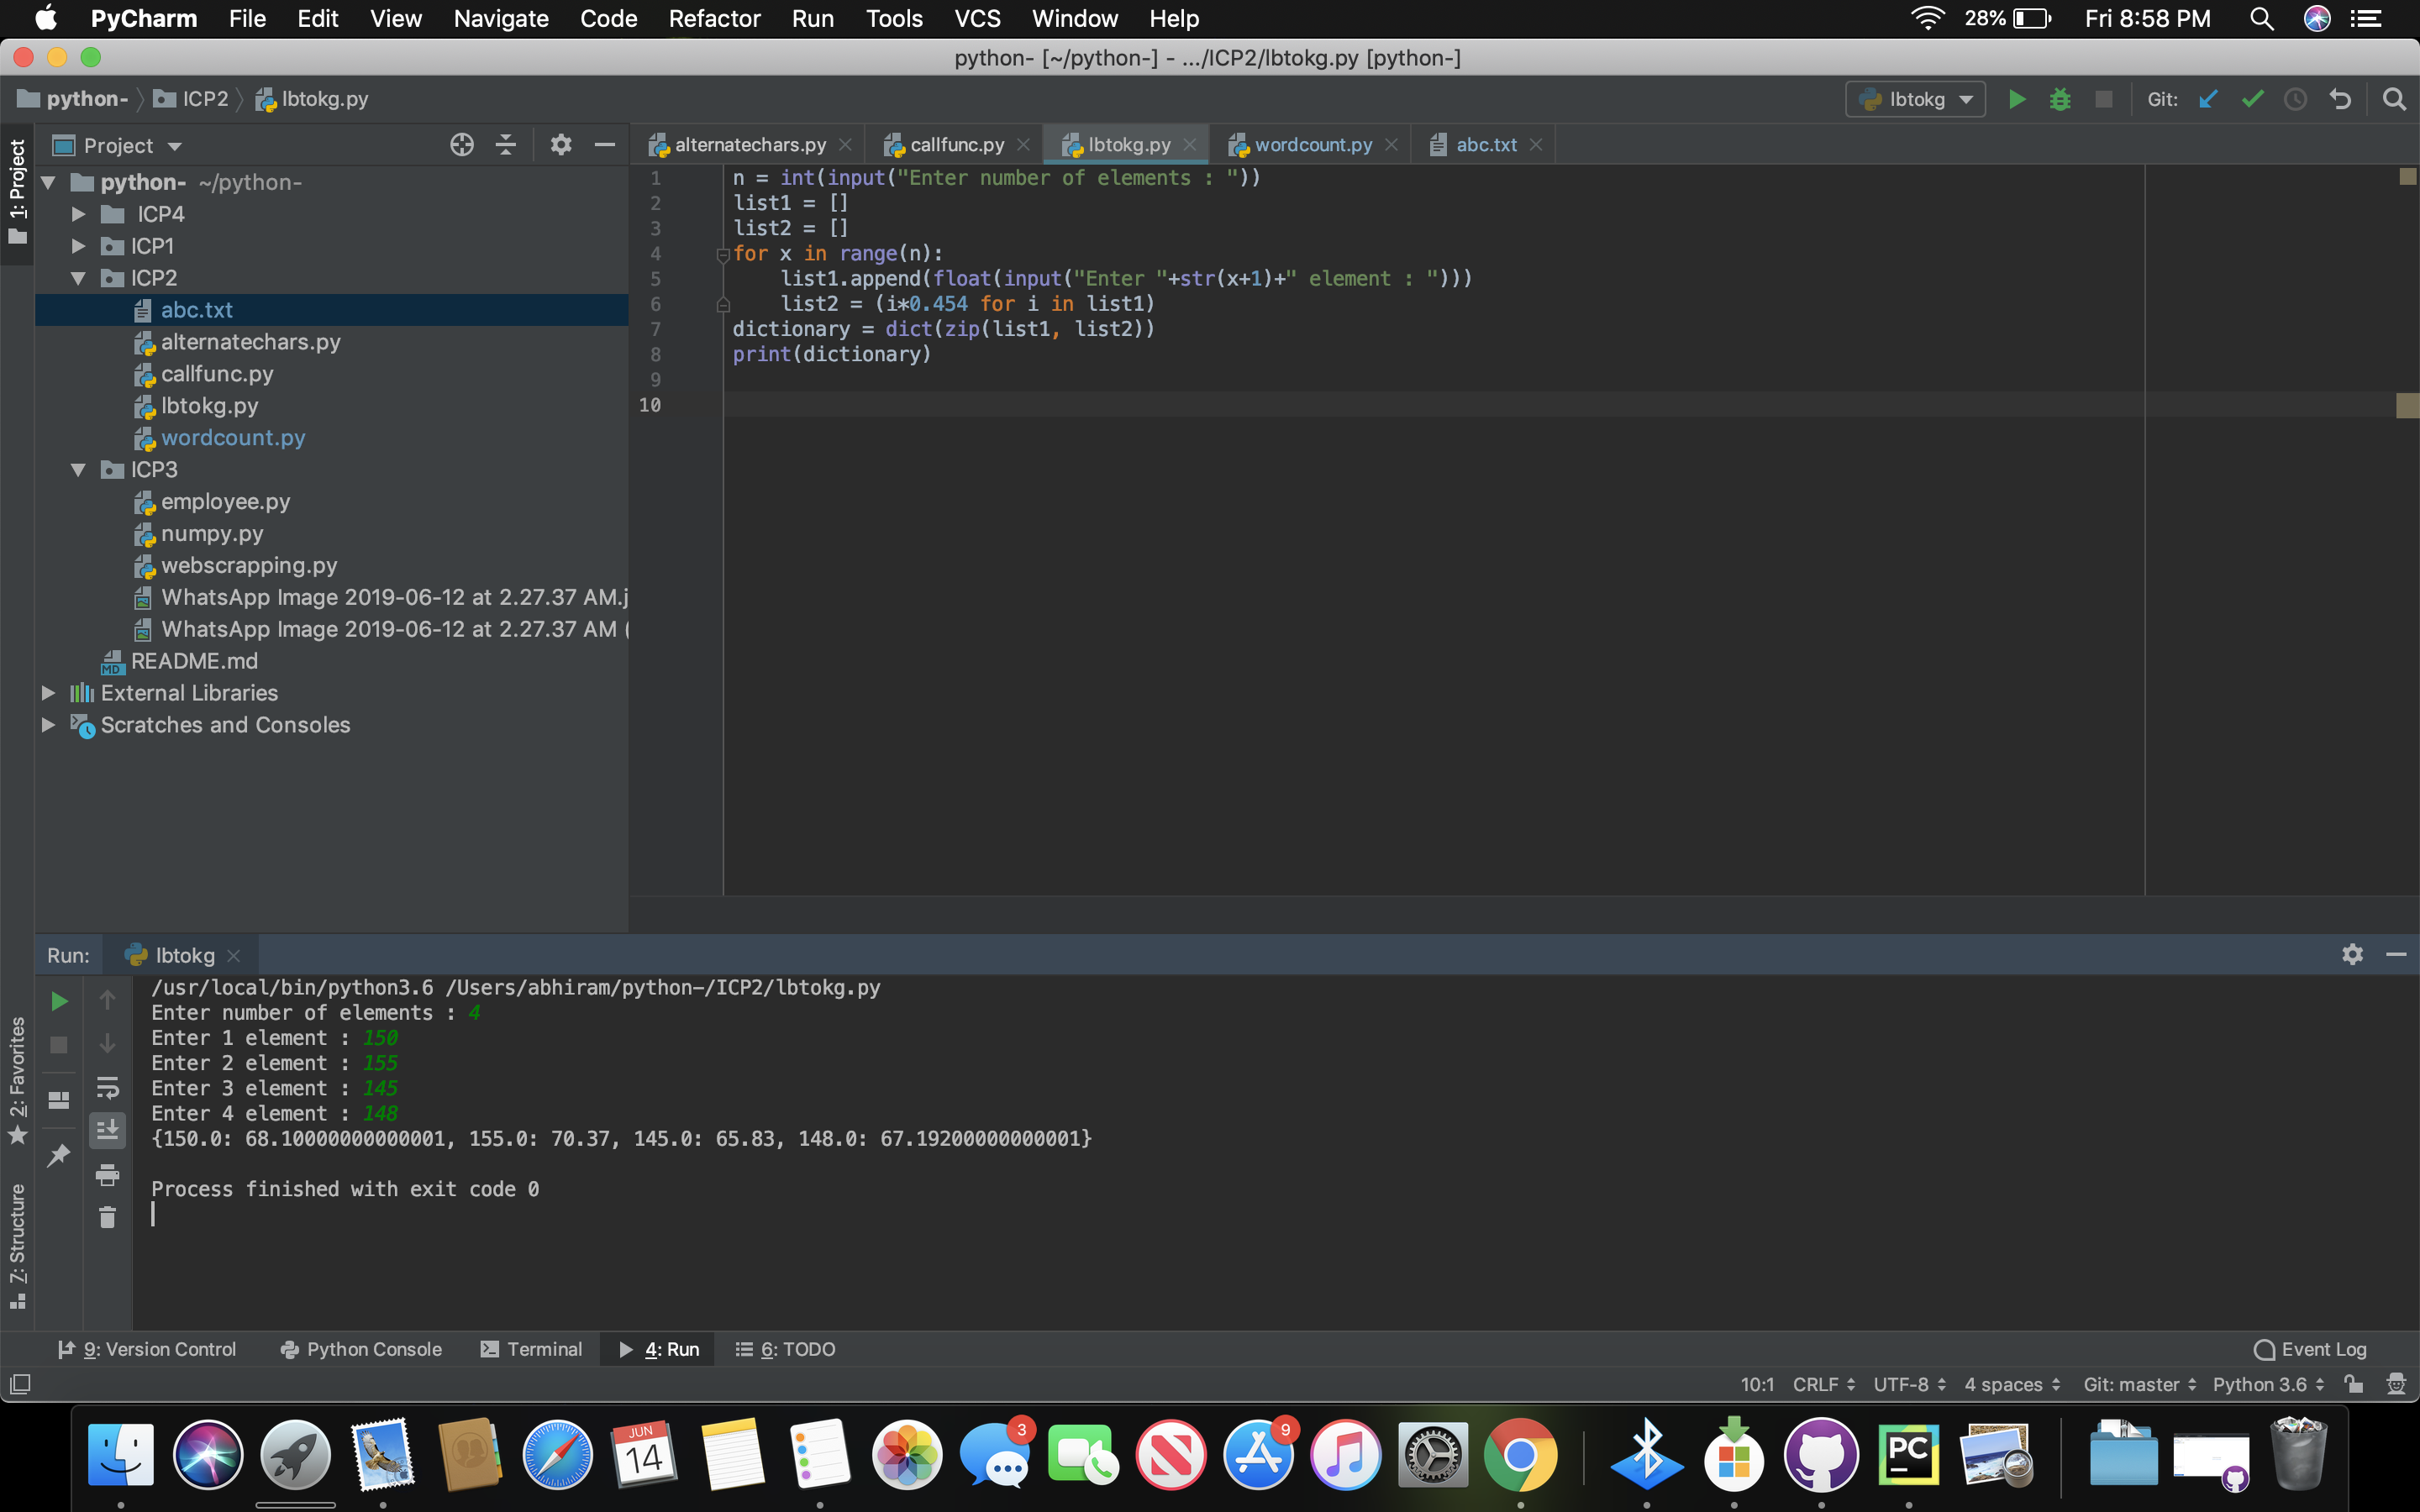 PyCharm File Edit View Navigate Code Refactor Run Tools VCS Window Help 28% Fri 8:58 PM
python- [~/python-] - .../ICP2/lbtokg.py [python-]
python- ICP2 lbtokg.py lbtokg Git:
1: Project
Project
alternatechars.py callfunc.py lbtokg.py wordcount.py abc.txt
python- ~/python-
ICP4
ICP1
ICP2
abc.txt
alternatechars.py
callfunc.py
lbtokg.py
wordcount.py
ICP3
employee.py
numpy.py
webscrapping.py
WhatsApp Image 2019-06-12 at 2.27.37 AM.j
WhatsApp Image 2019-06-12 at 2.27.37 AM (
MD README.md
External Libraries
Scratches and Consoles
1 n = int(input("Enter number of elements : "))
2 list1 = []
3 list2 = []
4 for x in range(n):
5     list1.append(float(input("Enter "+str(x+1)+" element : ")))
6     list2 = (i*0.454 for i in list1)
7 dictionary = dict(zip(list1, list2))
8 print(dictionary)
9
10
Run: lbtokg
/usr/local/bin/python3.6 /Users/abhiram/python-/ICP2/lbtokg.py
Enter number of elements : 4
Enter 1 element : 150
Enter 2 element : 155
Enter 3 element : 145
Enter 4 element : 148
{150.0: 68.10000000000001, 155.0: 70.37, 145.0: 65.83, 148.0: 67.19200000000001}
Process finished with exit code 0
2: Favorites
7: Structure
9: Version Control Python Console Terminal 4: Run 6: TODO Event Log
10:1 CRLF UTF-8 4 spaces Git: master Python 3.6
JUN
14
3
9
PC